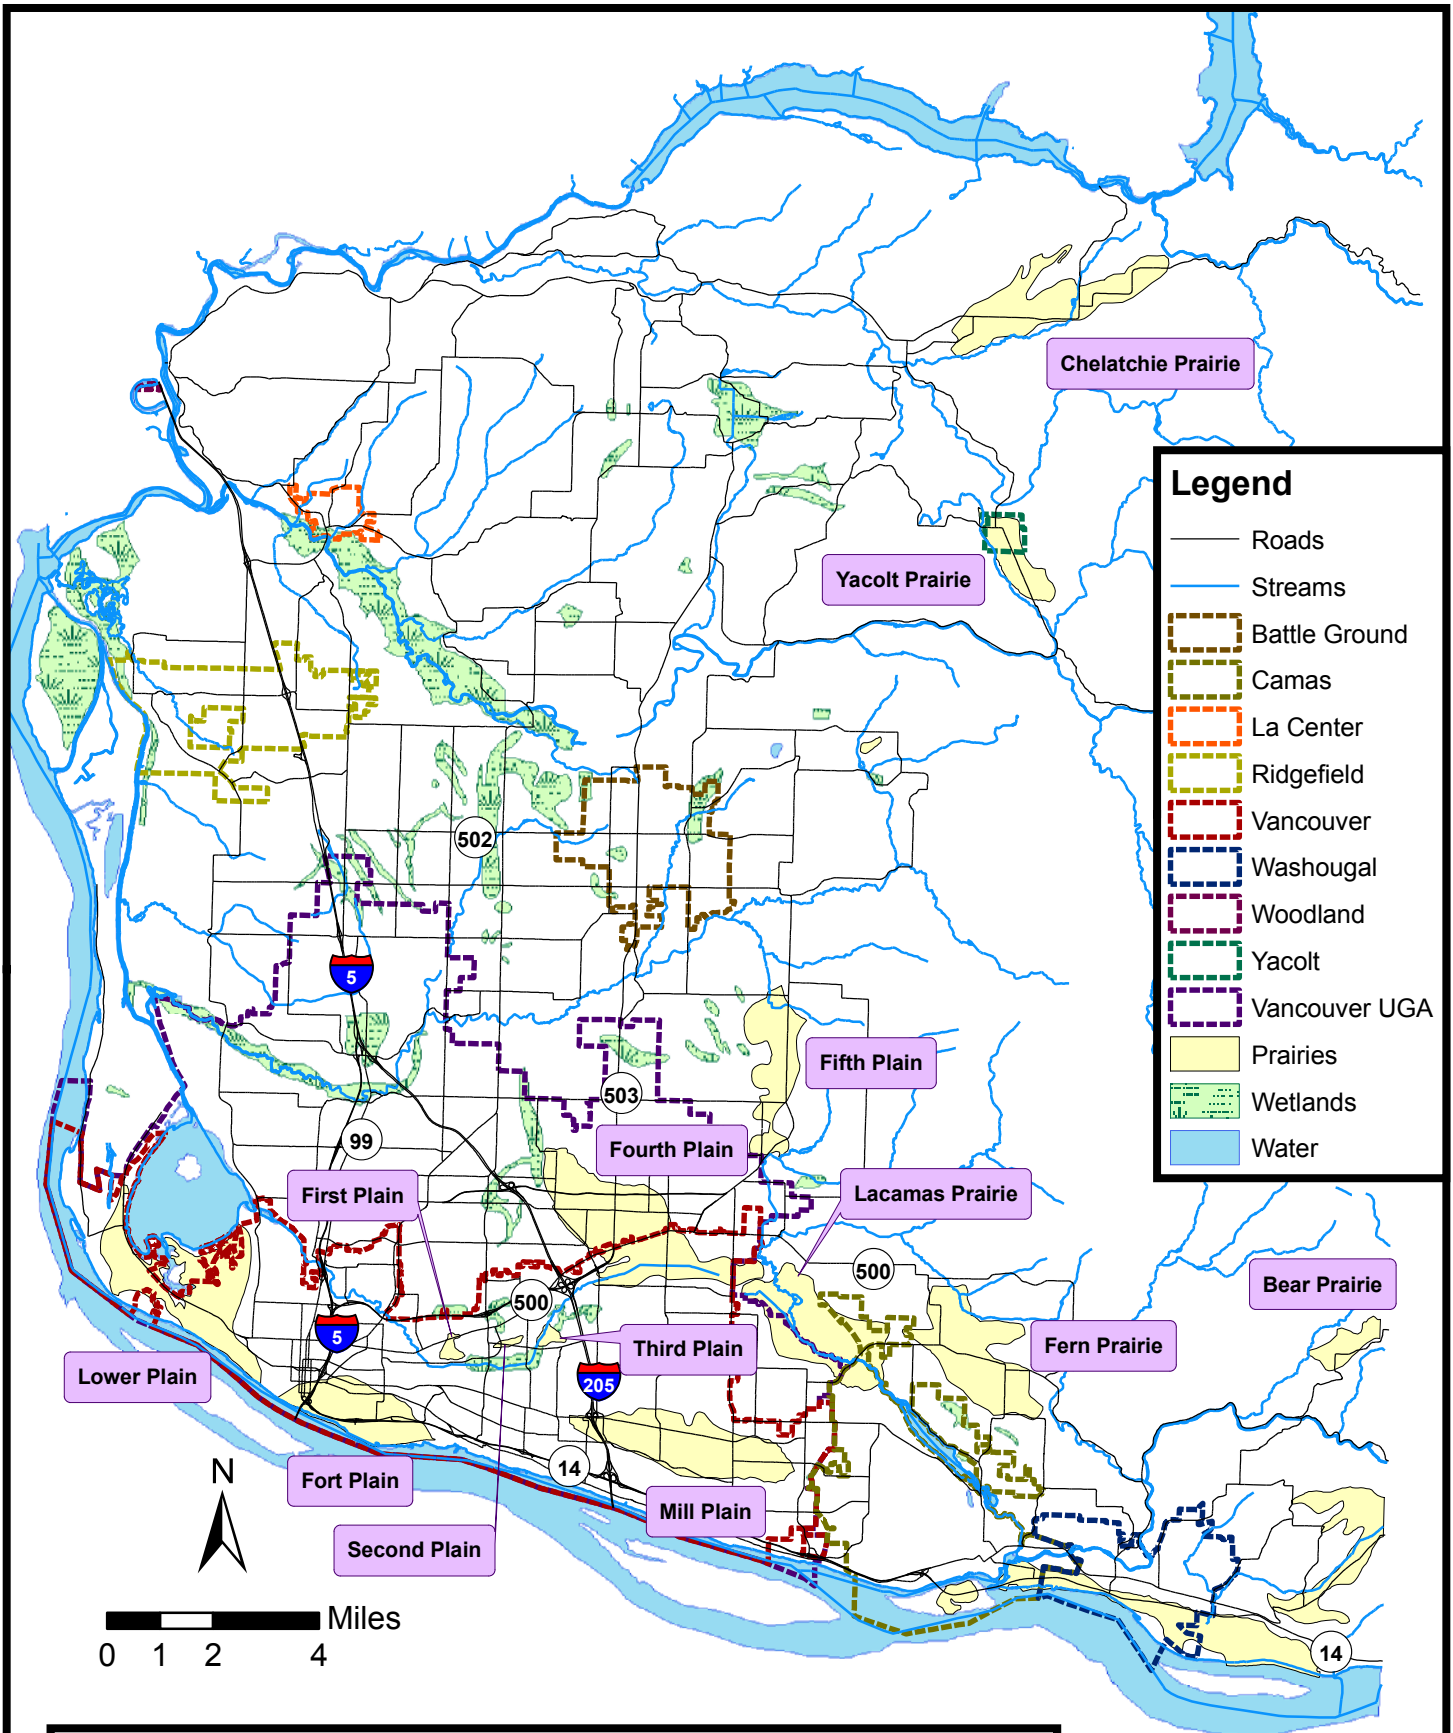 Chelatchie Prairie
Legend
Roads
Streams
Battle Ground
Camas
La Center
Ridgefield
Vancouver
Washougal
Woodland
Yacolt
Vancouver UGA
Prairies
Wetlands
Water
Yacolt Prairie
502
5
Fifth Plain
503
99
Fourth Plain
First Plain
Lacamas Prairie
500
Bear Prairie
500
5
Third Plain
Fern Prairie
Lower Plain
205
14
Fort Plain
N
Mill Plain
Second Plain
Miles
0 1 2 4
14